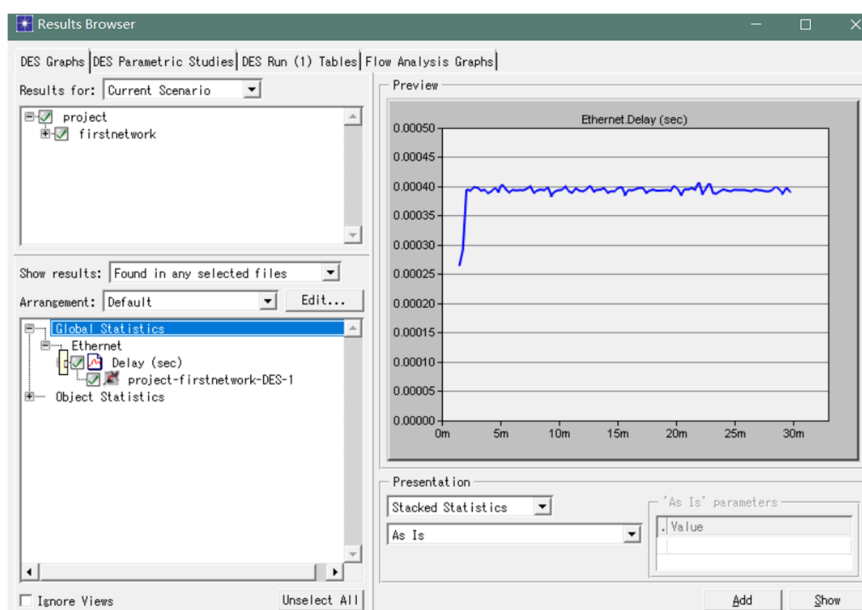 Results Browser
DES Graphs DES Parametric Studies DES Run (1) Tables Flow Analysis Graphs
Results for: Current Scenario
project
firstnetwork
Show results: Found in any selected files
Arrangement: Default Edit...
Global Statistics
Ethernet
Delay (sec)
project-firstnetwork-DES-1
Object Statistics
Ignore Views Unselect All
Preview
Ethernet.Delay (sec)
0.00050
0.00045
0.00040
0.00035
0.00030
0.00025
0.00020
0.00015
0.00010
0.00005
0.00000
0m 5m 10m 15m 20m 25m 30m
Presentation
Stacked Statistics
As Is
'As Is' parameters
. Value
Add Show